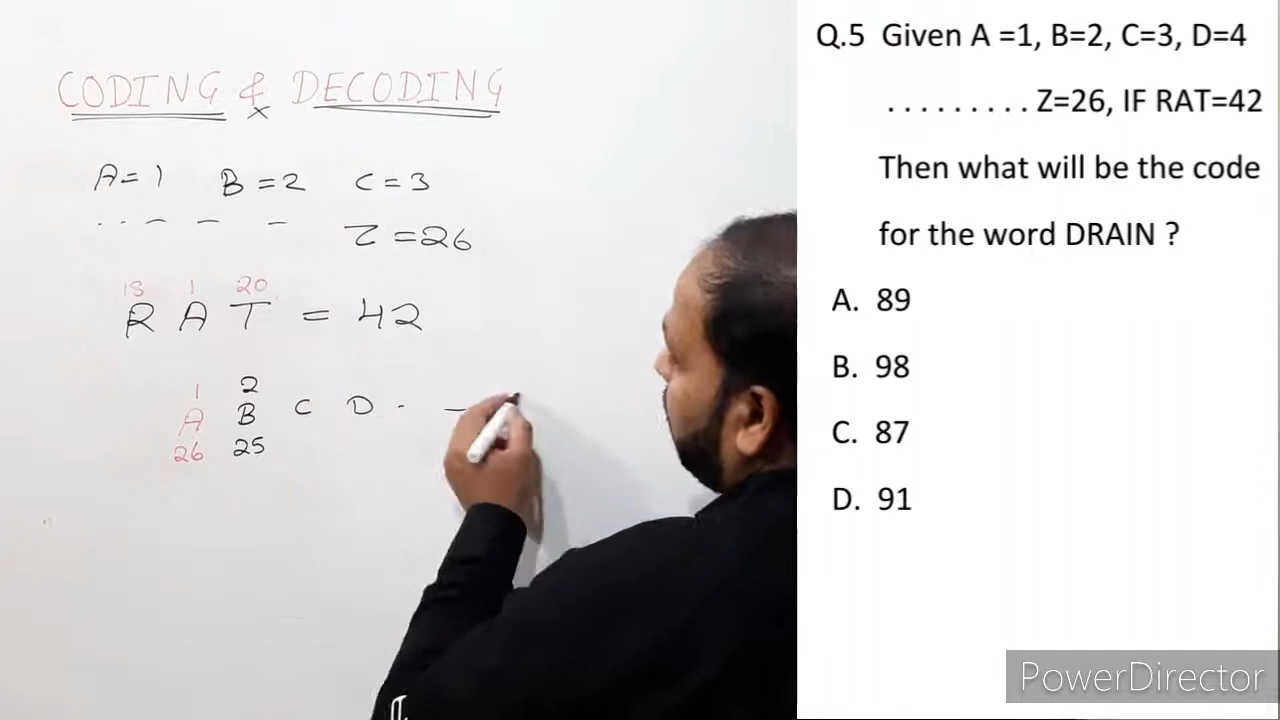 CODING & DECODING
x
A=1 B=2 C=3
Z=26
18 1 20
R A T = 42
1 2
A B C D
26 25
Q.5 Given A =1, B=2, C=3, D=4
. . . . . . . . . Z=26, IF RAT=42
Then what will be the code
for the word DRAIN ?
A. 89
B. 98
C. 87
D. 91
PowerDirector